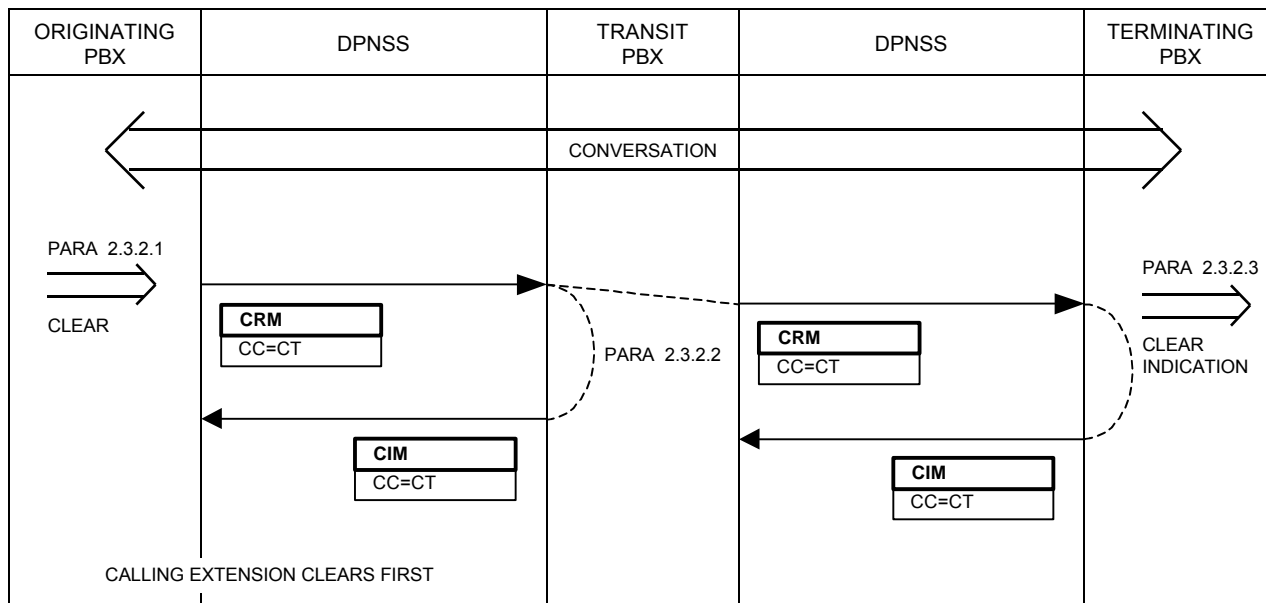 ORIGINATING
PBX
DPNSS
TRANSIT
PBX
DPNSS
TERMINATING
PBX
CONVERSATION
PARA 2.3.2.1
CLEAR
CRM
CC=CT
PARA 2.3.2.2
CIM
CC=CT
CRM
CC=CT
PARA 2.3.2.3
CLEAR
INDICATION
CIM
CC=CT
CALLING EXTENSION CLEARS FIRST